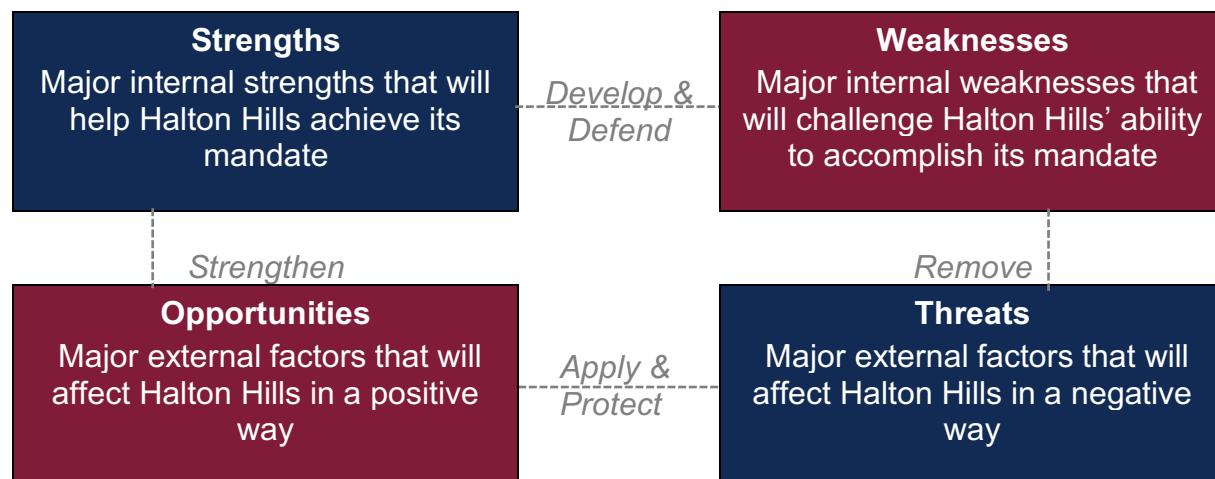 Strengths
Major internal strengths that will
help Halton Hills achieve its
mandate
Develop &
Defend
Weaknesses
Major internal weaknesses that
will challenge Halton Hills’ ability
to accomplish its mandate
Strengthen
Remove
Opportunities
Major external factors that will
affect Halton Hills in a positive
way
Apply &
Protect
Threats
Major external factors that will
affect Halton Hills in a negative
way